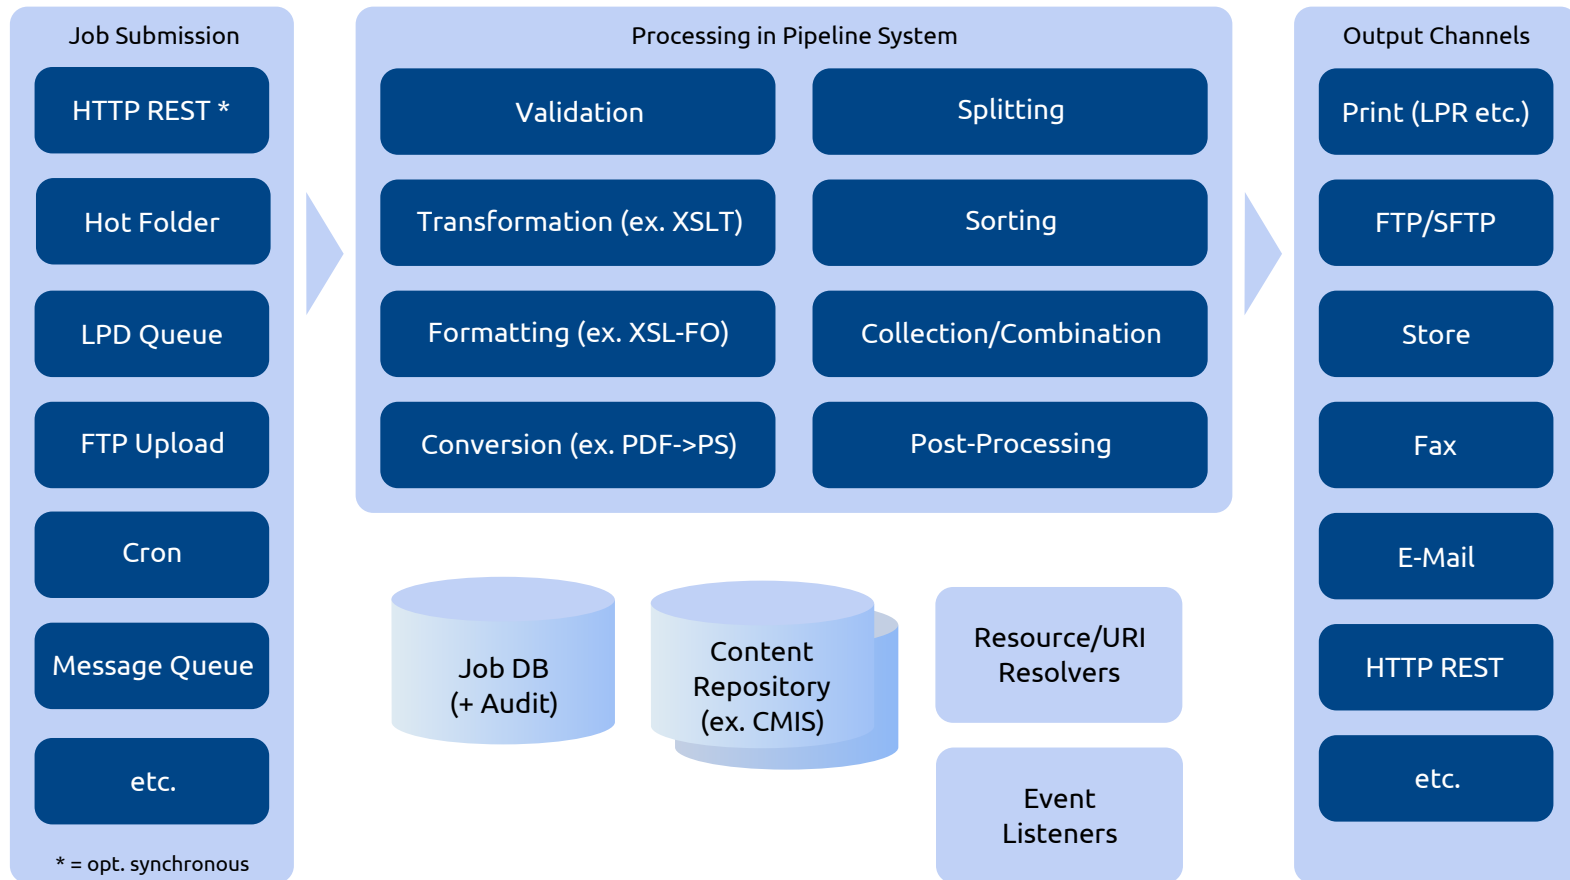 Job Submission
HTTP REST *
Hot Folder
LPD Queue
FTP Upload
Cron
Message Queue
etc.
* = opt. synchronous
Processing in Pipeline System
Validation
Splitting
Transformation (ex. XSLT)
Sorting
Formatting (ex. XSL-FO)
Collection/Combination
Conversion (ex. PDF->PS)
Post-Processing
Job DB
(+ Audit)
Content
Repository
(ex. CMIS)
Resource/URI
Resolvers
Event
Listeners
Output Channels
Print (LPR etc.)
FTP/SFTP
Store
Fax
E-Mail
HTTP REST
etc.